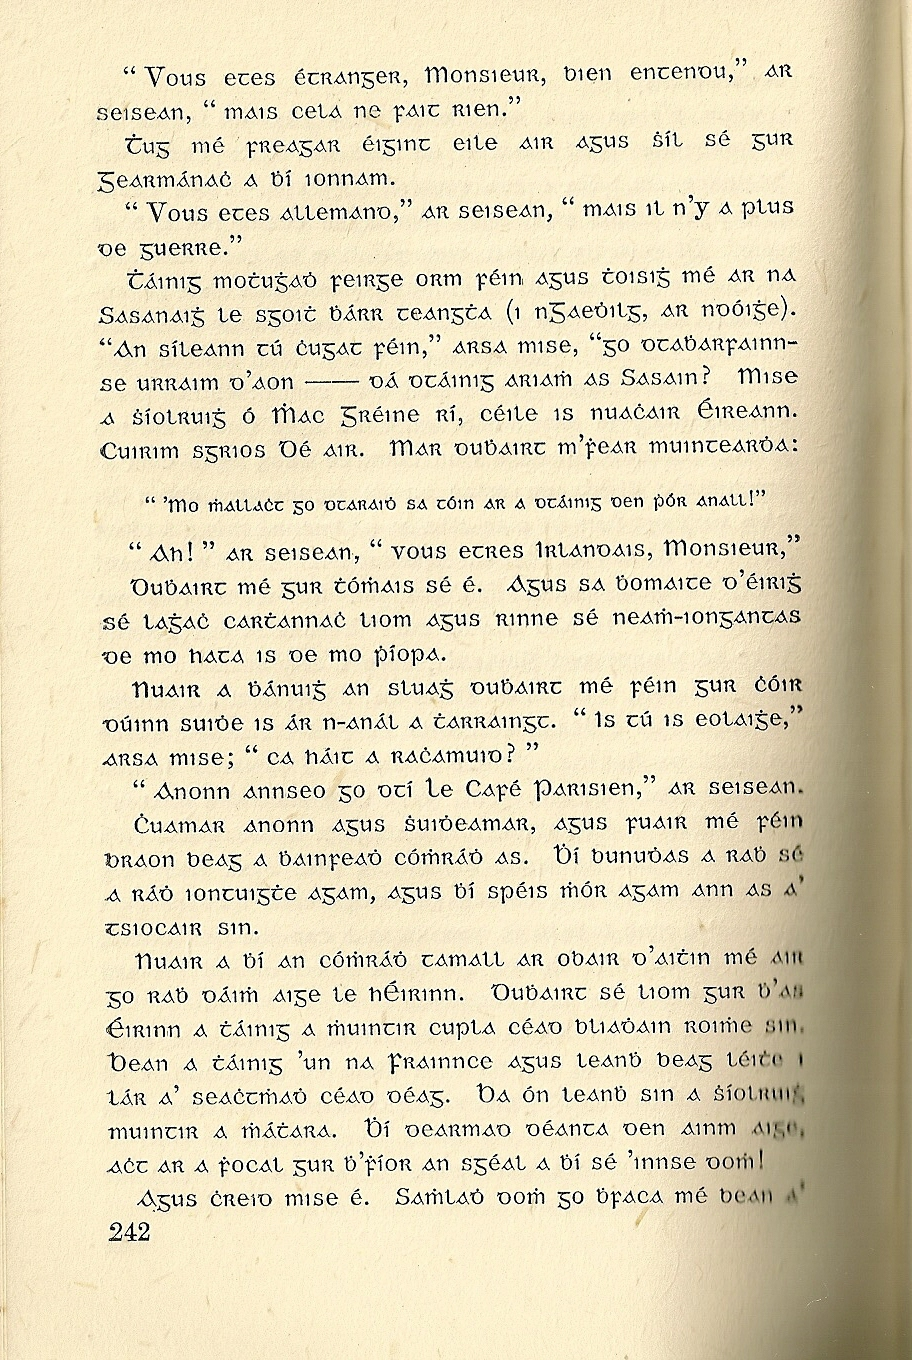 “ Vous etes étranger, Monsieur, bien entendu,” ar
seisean, “ mais cela ne fait rien.”
Ṫug mé freagar éigint eile air agus ṡíl sé gur
Gearmánaċ a ḃí ionnam.
“ Vous etes allemand,” ar seisean, “ mais il n’y a plus
de guerre.”
Ṫáinig moṫuġaḋ feirge orm féin agus ṫoisiġ mé ar na
Sasanaiġ le sgoiṫ ḃárr teangṫa (i nGaeḋilg, ar ndóiġe).
“An síleann tú ċugat féin,” arsa mise, “go dtaḃarfainn-
se urraim d’aon —— dá dtáinig ariaṁ as Sasain? Mise
a ṡíolruiġ ó Ṁac Gréine rí, céile is nuaċair Éireann.
Cuirim sgrios Dé air. Mar duḃairt m’ḟear muinteardḋa:

“ ’Mo ṁallaċt go dtaraiḋ sa tóin ar a dtáinig den ṗór anall!”
“ Ah! ” ar seisean, “ vous etres Irlandais, Monsieur,”
Duḃairt mé gur ṫóṁais sé é. Agus sa ḃomaite d’éiriġ
sé laġaċ carṫannaċ liom agus rinne sé neaṁ-iongantas
de mo hata is de mo ṗíopa.
Nuair a ḃánuiġ an sluaġ duḃairt mé féin gur ċóir
dúinn suiḋe is ár n-anál a ṫarraingt. “ Is tú is eolaiġe,”
arsa mise; “ ca háit a raċamuid? ”
“ Anonn annseo go dtí Le Café Parisien,” ar seisean.
Ċuamar anonn agus ṡuiḋeamar, agus fuair mé féin
braon beag a ḃainfeaḋ cóṁráḋ as. Ḃí bunuḋas a raḃ sé
a ráḋ iontuigṫe agam, agus ḃí spéis ṁór agam ann as a’
tsiocair sin.
Nuair a ḃí an cóṁráḋ tamall ar obair d’aiṫin mé air
go raḃ dáiṁ aige le hÉirinn. Duḃairt sé liom gur ḃ’as
Éirinn a ṫáinig a ṁuintir cupla céad bliaḋain roiṁe sin.
Bean a ṫáinig ’un na Frainnce agus leanḃ beag léiṫe i
lár a’ seaċtṁaḋ céad déag. Ba ón leanḃ sin a ṡíolruiġ
muintir a ṁáṫara. Ḃí dearmad déanta den ainm aige,
aċt ar a ḟocal gur ḃ’ḟíor an sgéal a ḃí sé ’innse doṁ!
Agus ċreid mise é. Saṁlaḋ doṁ go ḃfaca mé bean a’
242